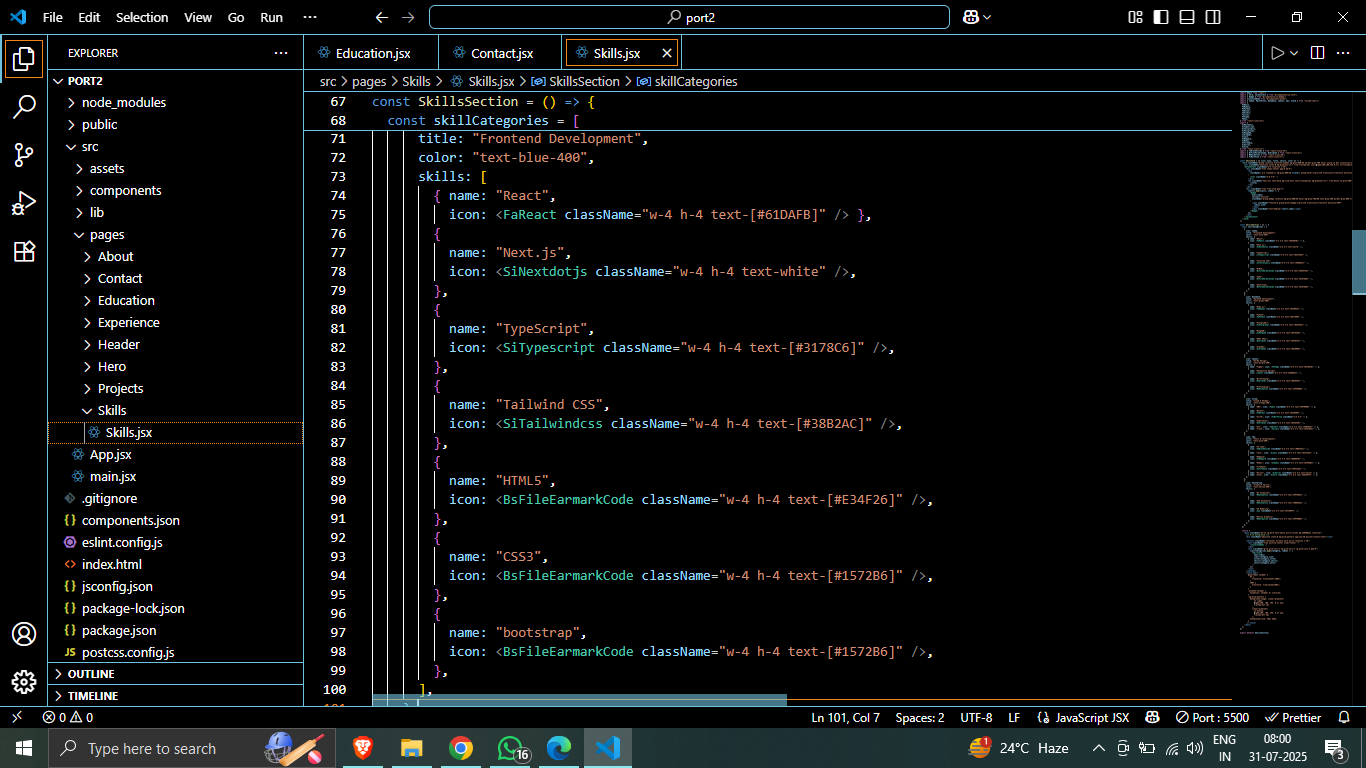 File Edit Selection View Go Run ···
port2
EXPLORER
PORT2
node_modules
public
src
assets
components
lib
pages
About
Contact
Education
Experience
Header
Hero
Projects
Skills
Skills.jsx
App.jsx
main.jsx
.gitignore
components.json
eslint.config.js
index.html
jsconfig.json
package-lock.json
package.json
JS postcss.config.js
OUTLINE
TIMELINE
Education.jsx Contact.jsx Skills.jsx
src > pages > Skills > Skills.jsx > SkillsSection > skillCategories
67 const SkillsSection = () => {
68 const skillCategories = [
71 title: "Frontend Development",
72 color: "text-blue-400",
73 skills: [
74 { name: "React",
75 icon: <FaReact className="w-4 h-4 text-[#61DAFB]" /> },
76 {
77 name: "Next.js",
78 icon: <SiNextdotjs className="w-4 h-4 text-white" />,
79 },
80 {
81 name: "TypeScript",
82 icon: <SiTypescript className="w-4 h-4 text-[#3178C6]" />,
83 },
84 {
85 name: "Tailwind CSS",
86 icon: <SiTailwindcss className="w-4 h-4 text-[#38B2AC]" />,
87 },
88 {
89 name: "HTML5",
90 icon: <BsFileEarmarkCode className="w-4 h-4 text-[#E34F26]" />,
91 },
92 {
93 name: "CSS3",
94 icon: <BsFileEarmarkCode className="w-4 h-4 text-[#1572B6]" />,
95 },
96 {
97 name: "bootstrap",
98 icon: <BsFileEarmarkCode className="w-4 h-4 text-[#1572B6]" />,
99 },
100 ],
0 0 Ln 101, Col 7 Spaces: 2 UTF-8 LF {} JavaScript JSX Port : 5500 Prettier
Type here to search
16
1
24°C Haze
ENG
IN
08:00
31-07-2025
3